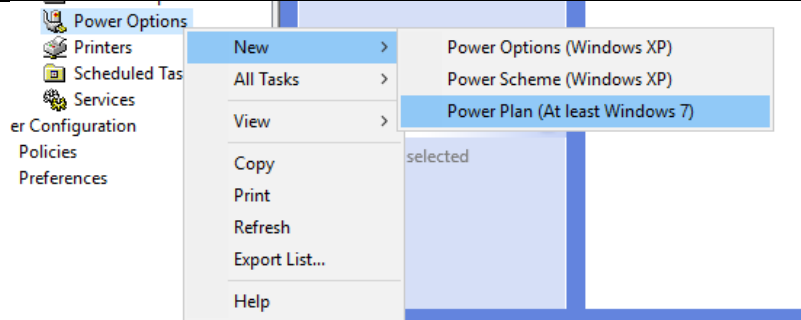 Power Options
Printers
Scheduled Tas
Services
er Configuration
Policies
Preferences
New
All Tasks
View
Copy
Print
Refresh
Export List...
Help
Power Options (Windows XP)
Power Scheme (Windows XP)
Power Plan (At least Windows 7)
selected